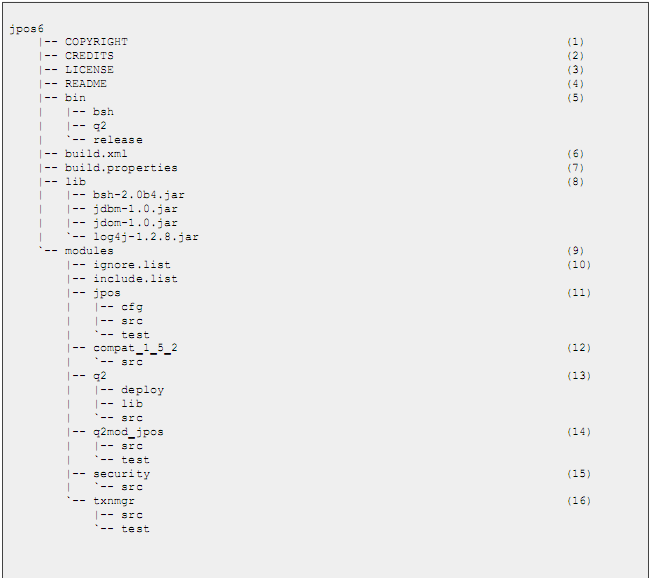 jpos6
    |-- COPYRIGHT                                                               (1)
    |-- CREDITS                                                                 (2)
    |-- LICENSE                                                                 (3)
    |-- README                                                                  (4)
    |-- bin                                                                     (5)
    |   |-- bsh
    |   |-- q2
    |   `-- release
    |-- build.xml                                                               (6)
    |-- build.properties                                                        (7)
    |-- lib                                                                     (8)
    |   |-- bsh-2.0b4.jar
    |   |-- jdbm-1.0.jar
    |   |-- jdom-1.0.jar
    |   `-- log4j-1.2.8.jar
    `-- modules                                                                 (9)
        |-- ignore.list                                                         (10)
        |-- include.list
        |-- jpos                                                                (11)
        |   |-- cfg
        |   |-- src
        |   `-- test
        |-- compat_1_5_2                                                        (12)
        |   `-- src
        |-- q2                                                                  (13)
        |   |-- deploy
        |   |-- lib
        |   `-- src
        |-- q2mod_jpos                                                          (14)
        |   |-- src
        |   `-- test
        |-- security                                                            (15)
        |   `-- src
        `-- txnmgr                                                              (16)
            |-- src
            `-- test